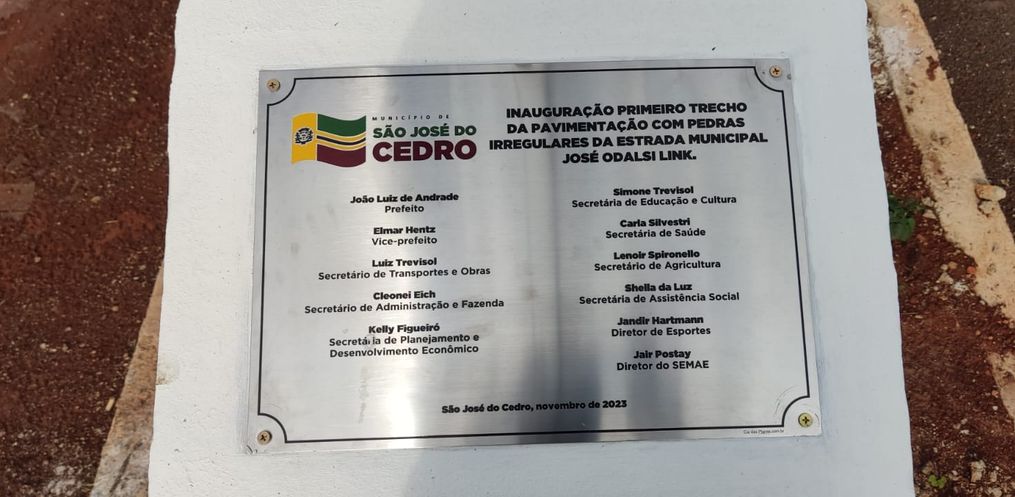 MUNICÍPIO DE
SÃO JOSÉ DO
CEDRO
INAUGURAÇÃO PRIMEIRO TRECHO
DA PAVIMENTAÇÃO COM PEDRAS
IRREGULARES DA ESTRADA MUNICIPAL
JOSÉ ODALSI LINK.
João Luiz de Andrade
Prefeito
Elmar Hentz
Vice-prefeito
Luiz Trevisol
Secretário de Transportes e Obras
Cleonei Eich
Secretário de Administração e Fazenda
Kelly Figueiró
Secretária de Planejamento e
Desenvolvimento Econômico
Simone Trevisol
Secretária de Educação e Cultura
Carla Silvestri
Secretária de Saúde
Lenoir Spironello
Secretário de Agricultura
Sheila da Luz
Secretária de Assistência Social
Jandir Hartmann
Diretor de Esportes
Jair Postay
Diretor do SEMAE
São José do Cedro, novembro de 2023